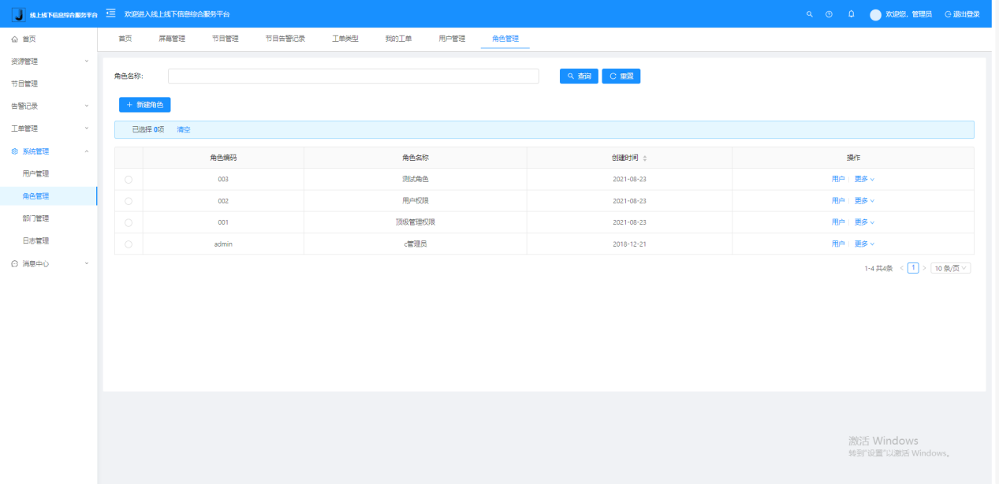 线上线下信息综合服务平台 欢迎进入线上线下信息综合服务平台 欢迎您，管理员 退出登录
首页
资源管理
节目管理
告警记录
工单管理
系统管理
用户管理
角色管理
部门管理
日志管理
消息中心
首页 屏幕管理 节目管理 节目告警记录 工单类型 我的工单 用户管理 角色管理
角色名称: 查询 重置
+ 新建角色
已选择 0项 清空
角色编码 角色名称 创建时间 操作
003 测试角色 2021-08-23 用户 更多
002 用户权限 2021-08-23 用户 更多
001 顶级管理权限 2021-08-23 用户 更多
admin c管理员 2018-12-21 用户 更多
1-4 共4条 < 1 > 10 条/页
激活 Windows
转到"设置"以激活 Windows。